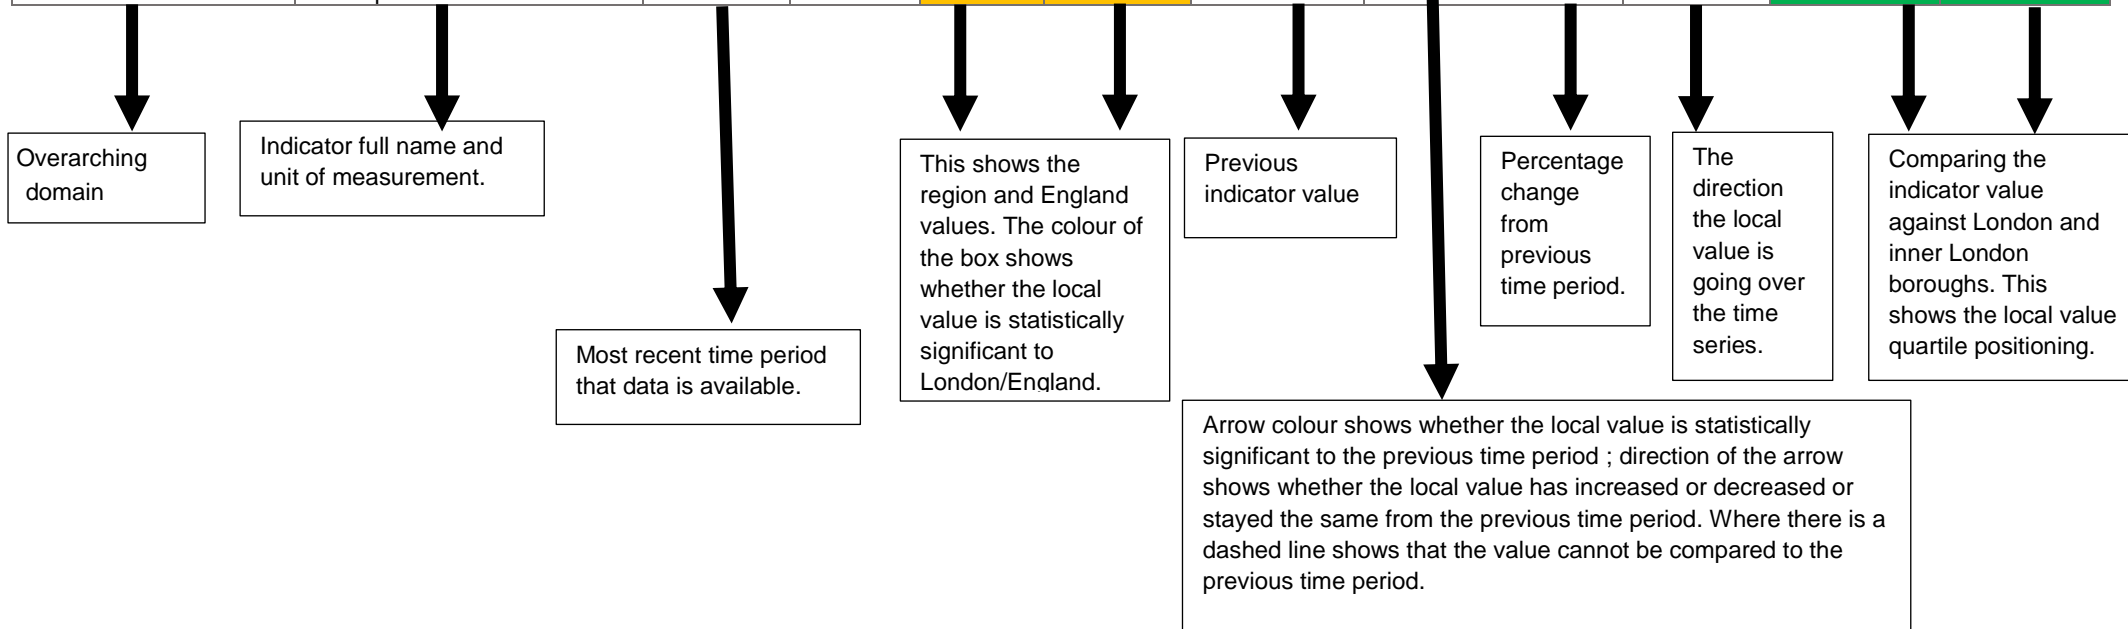 Overarching
domain
Indicator full name and
unit of measurement.
Most recent time period
that data is available.
This shows the
region and England
values. The colour of
the box shows
whether the local
value is statistically
significant to
London/England.
Previous
indicator value
Arrow colour shows whether the local value is statistically
significant to the previous time period ; direction of the arrow
shows whether the local value has increased or decreased or
stayed the same from the previous time period. Where there is a
dashed line shows that the value cannot be compared to the
previous time period.
Percentage
change
from
previous
time period.
The
direction
the local
value is
going over
the time
series.
Comparing the
indicator value
against London and
inner London
boroughs. This
shows the local value
quartile positioning.